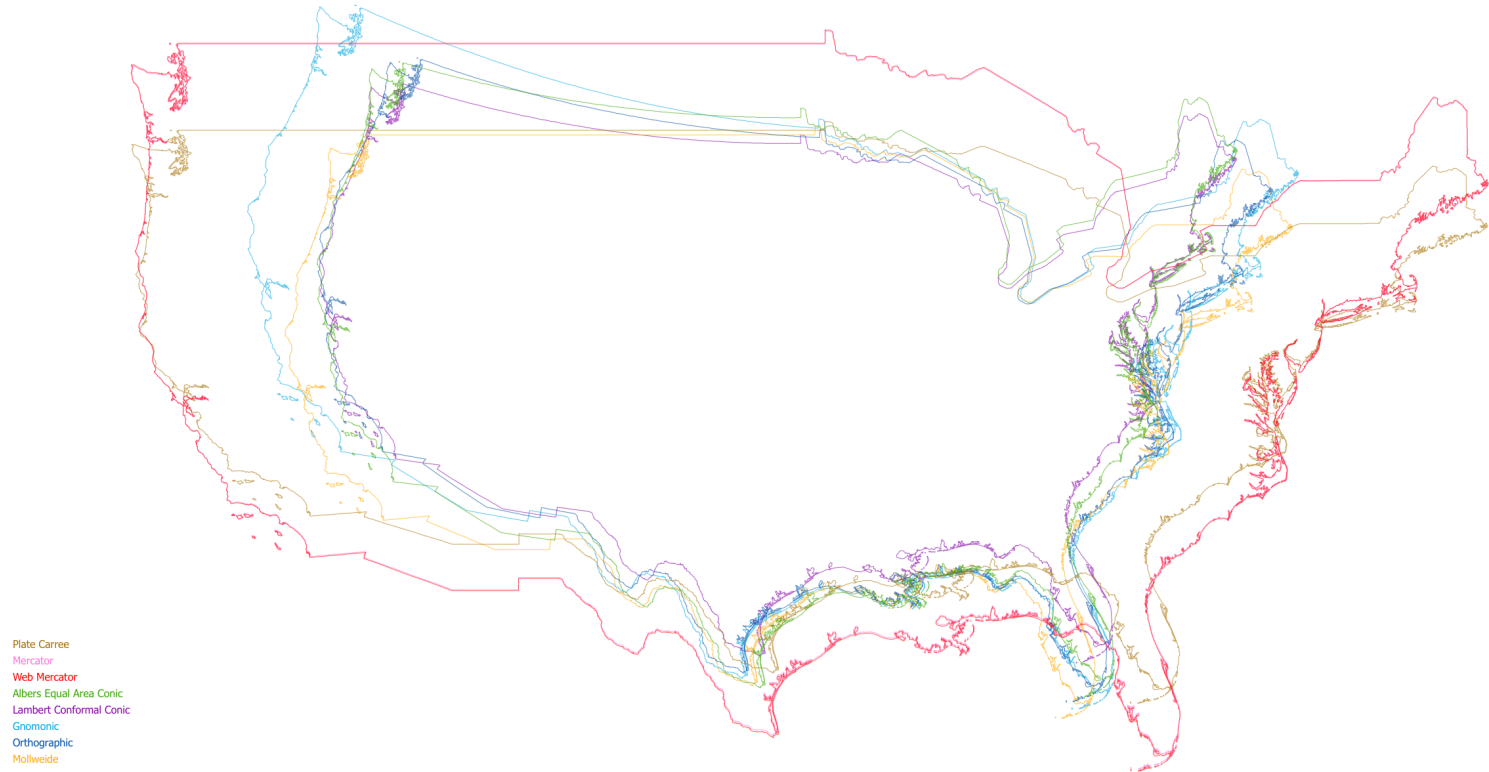 Plate Carree
Mercator
Web Mercator
Albers Equal Area Conic
Lambert Conformal Conic
Gnomonic
Orthographic
Mollweide